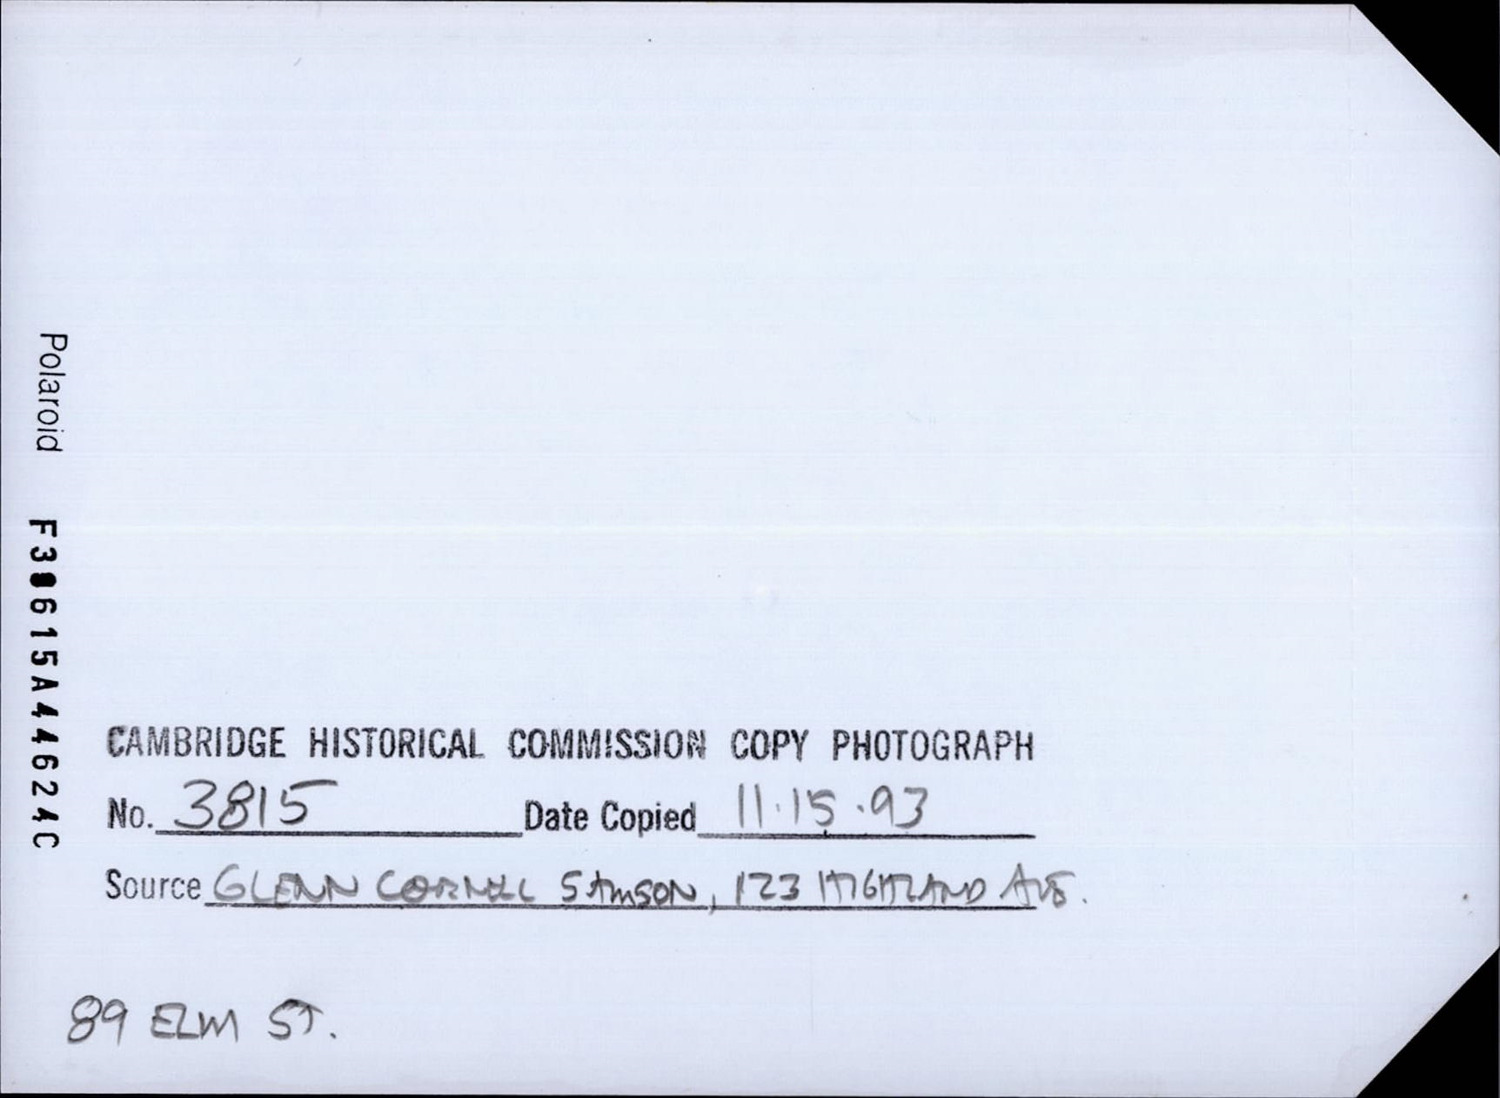 Polaroid F30615A44624C
CAMBRIDGE HISTORICAL COMMISSION COPY PHOTOGRAPH
No. 3815 Date Copied 11·15·93
Source GLENN CORNELL SAMSON, 123 HIGHLAND AVE.
89 ELM ST.